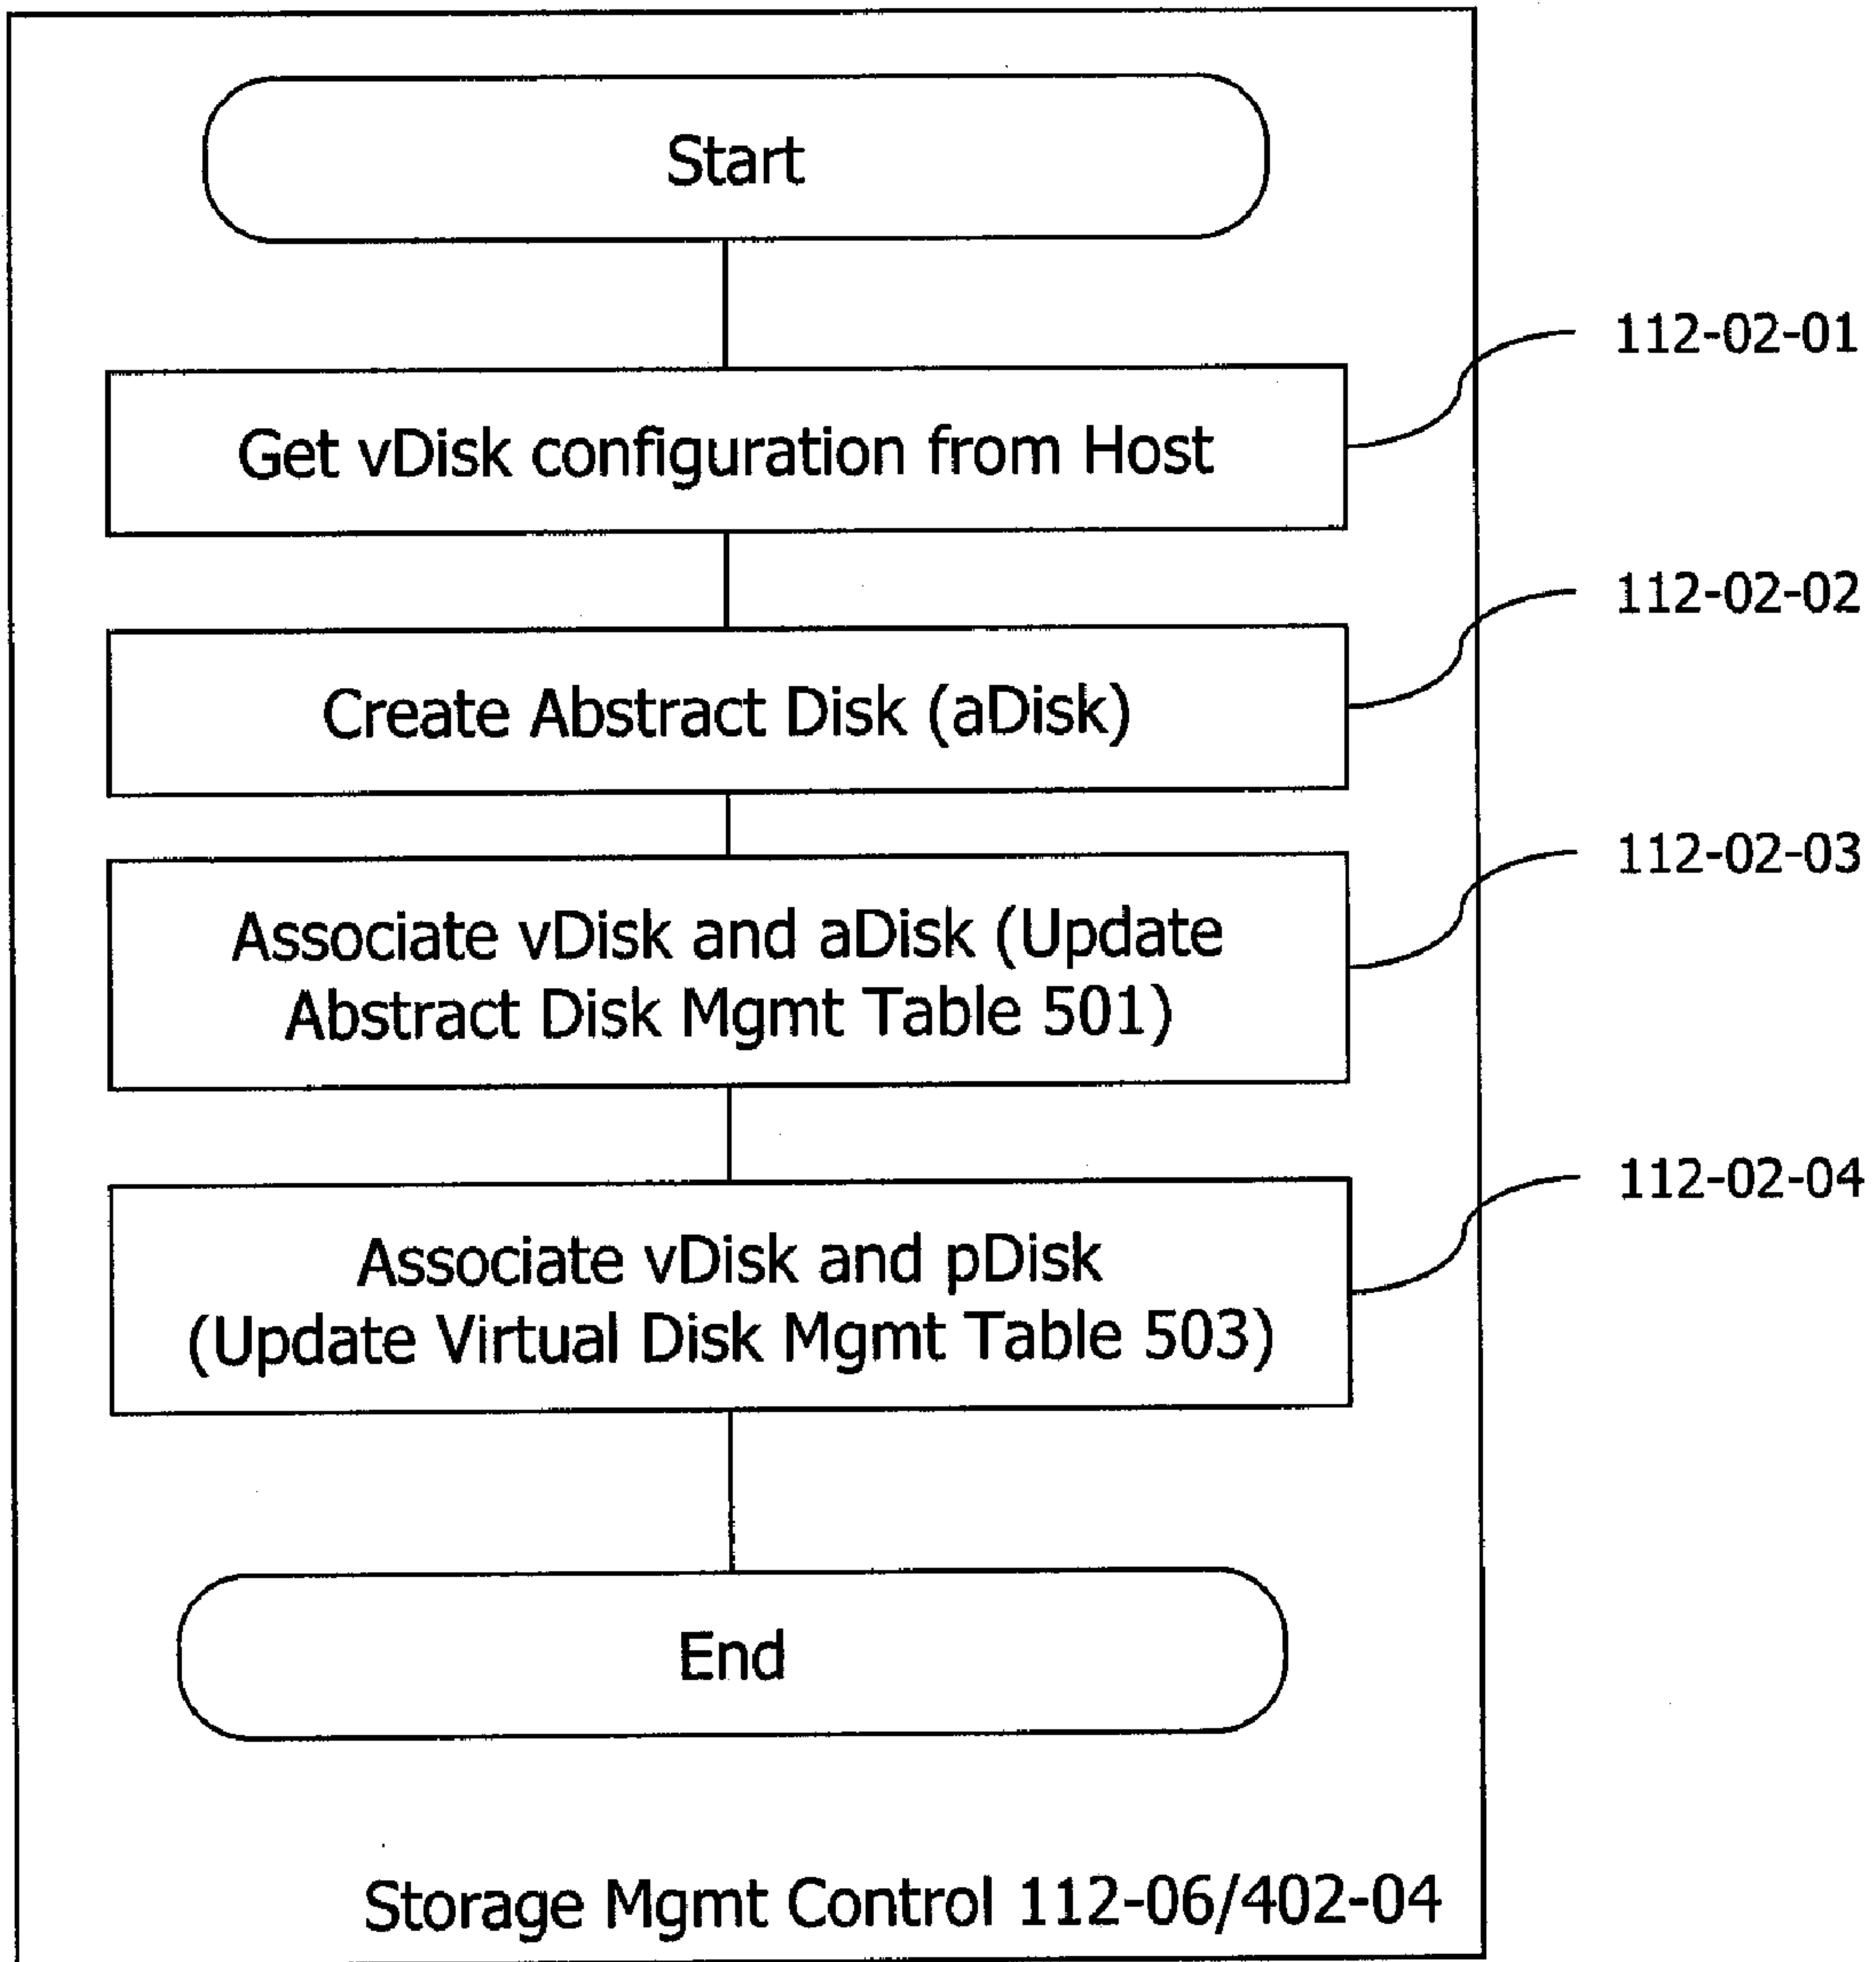 Start
Get vDisk configuration from Host
112-02-01
Create Abstract Disk (aDisk)
112-02-02
Associate vDisk and aDisk (Update
Abstract Disk Mgmt Table 501)
112-02-03
Associate vDisk and pDisk
(Update Virtual Disk Mgmt Table 503)
112-02-04
End
Storage Mgmt Control 112-06/402-04